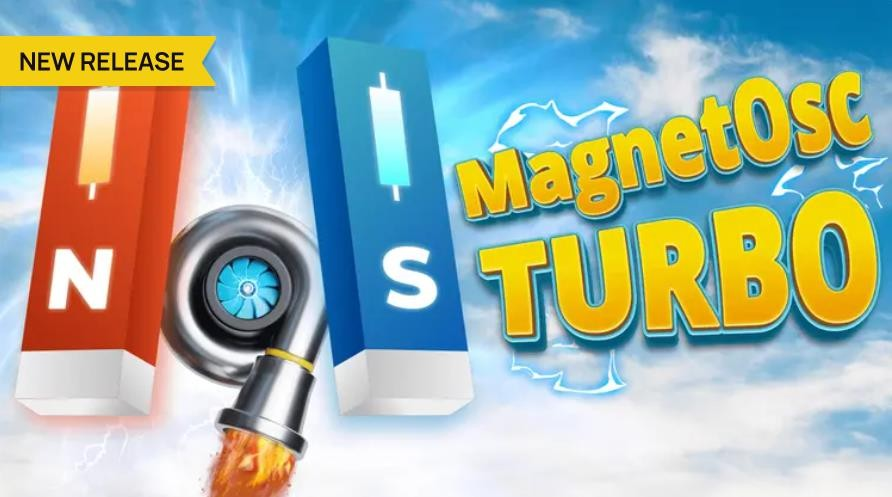 NEW RELEASE
N
S
MagnetOsc
TURBO